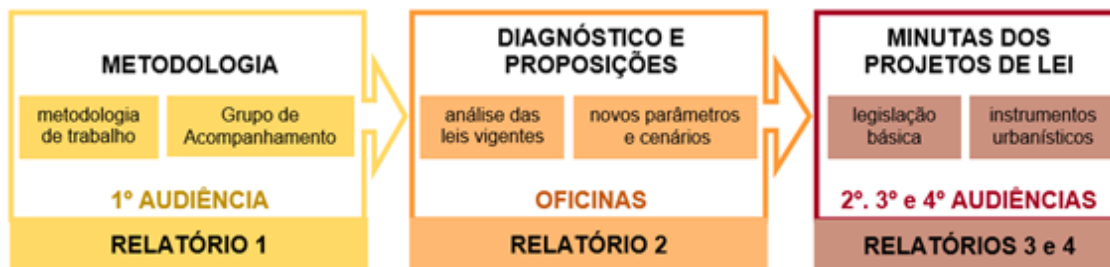 METODOLOGIA
metodologia
de trabalho
Grupo de
Acompanhamento
1º AUDIÊNCIA
RELATÓRIO 1
DIAGNÓSTICO E
PROPOSIÇÕES
análise das
leis vigentes
novos parâmetros
e cenários
OFICINAS
RELATÓRIO 2
MINUTAS DOS
PROJETOS DE LEI
legislação
básica
instrumentos
urbanísticos
2º. 3º e 4º AUDIÊNCIAS
RELATÓRIOS 3 e 4